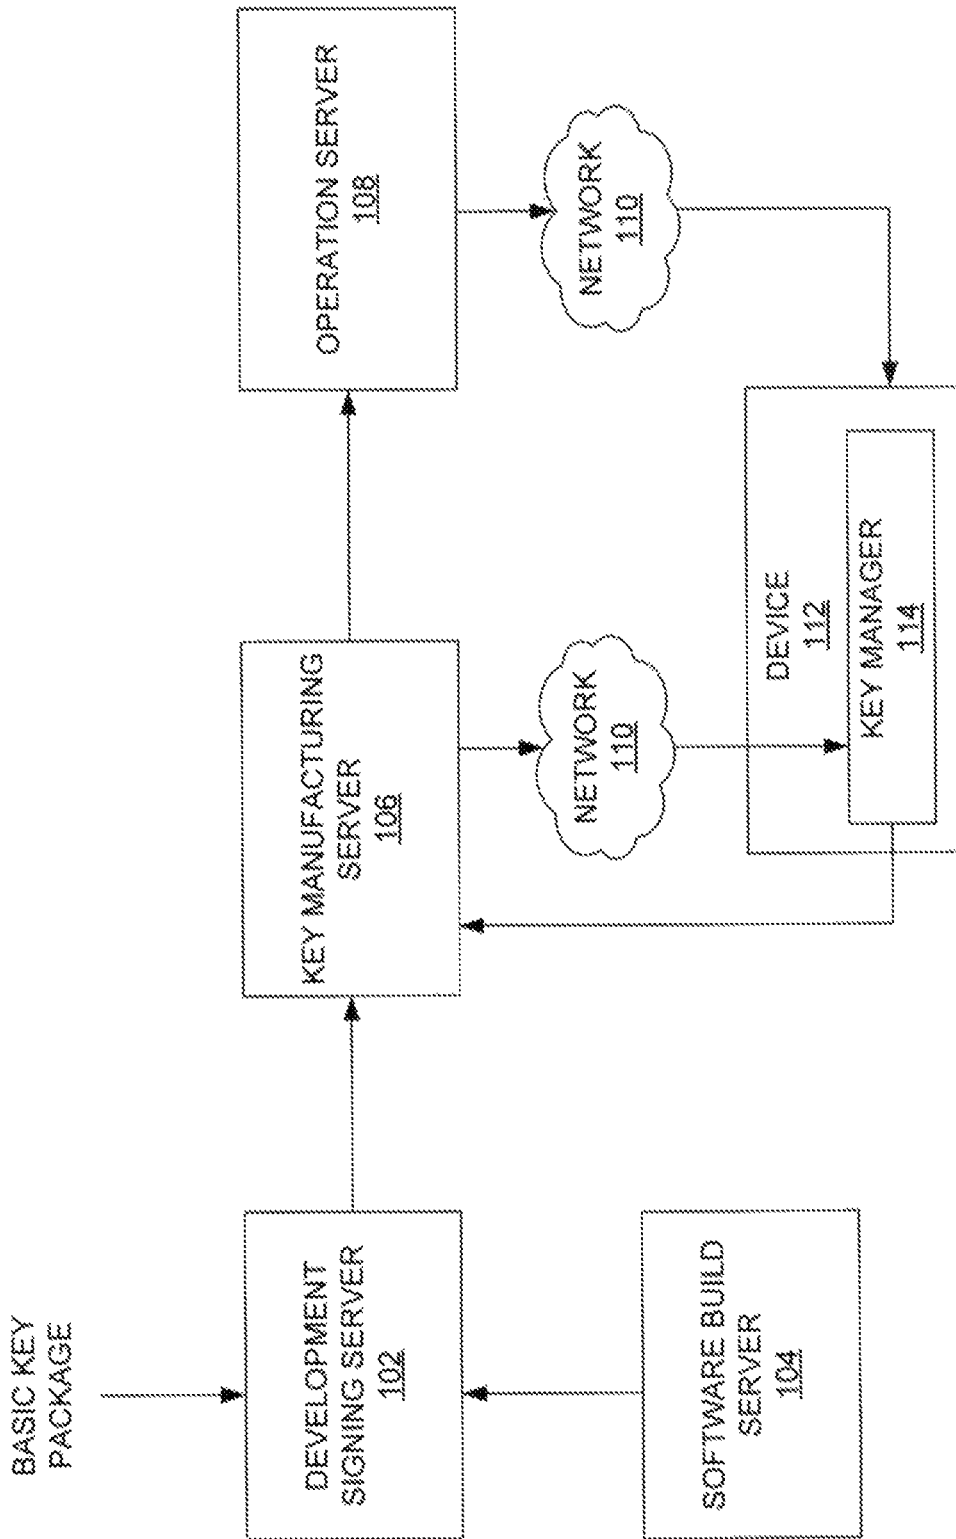 BASIC KEY
PACKAGE
DEVELOPMENT
SIGNING SERVER
102
SOFTWARE BUILD
SERVER
104
KEY MANUFACTURING
SERVER
106
NETWORK
110
OPERATION SERVER
108
NETWORK
110
DEVICE
112
KEY MANAGER
114